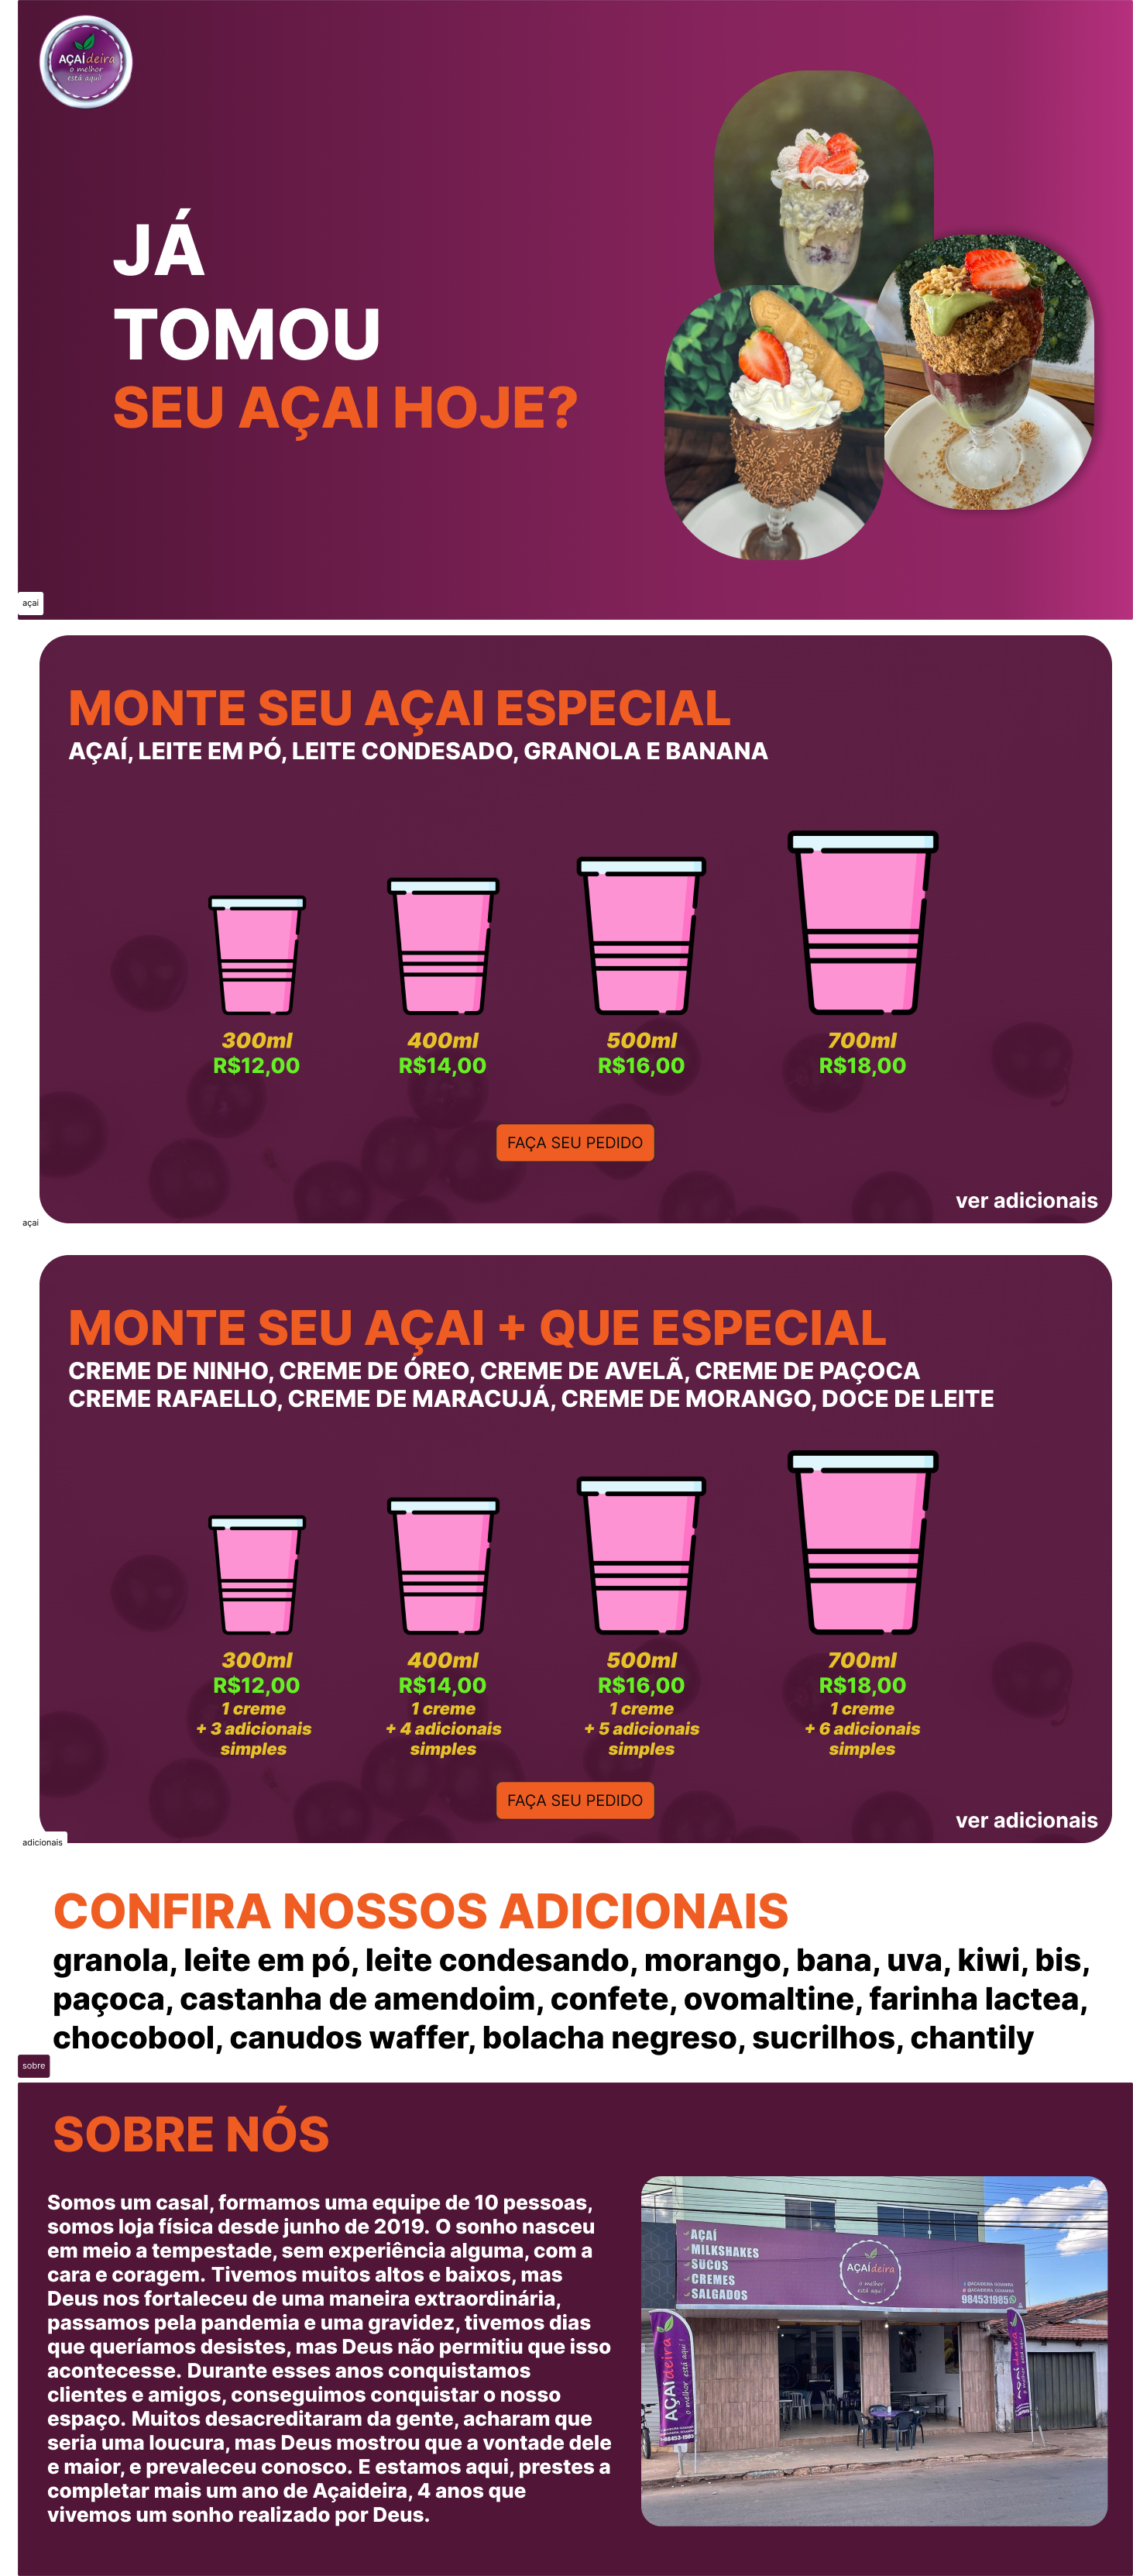 AÇAÍdeira
o melhor
está aqui!
JÁ
TOMOU
SEU AÇAI HOJE?
açai
MONTE SEU AÇAI ESPECIAL
AÇAÍ, LEITE EM PÓ, LEITE CONDESADO, GRANOLA E BANANA
300ml
R$12,00
400ml
R$14,00
500ml
R$16,00
700ml
R$18,00
FAÇA SEU PEDIDO
ver adicionais
açai
MONTE SEU AÇAI + QUE ESPECIAL
CREME DE NINHO, CREME DE ÓREO, CREME DE AVELÃ, CREME DE PAÇOCA
CREME RAFAELLO, CREME DE MARACUJÁ, CREME DE MORANGO, DOCE DE LEITE
300ml
R$12,00
1 creme
+ 3 adicionais
simples
400ml
R$14,00
1 creme
+ 4 adicionais
simples
500ml
R$16,00
1 creme
+ 5 adicionais
simples
700ml
R$18,00
1 creme
+ 6 adicionais
simples
FAÇA SEU PEDIDO
ver adicionais
adicionais
CONFIRA NOSSOS ADICIONAIS
granola, leite em pó, leite condesando, morango, bana, uva, kiwi, bis,
paçoca, castanha de amendoim, confete, ovomaltine, farinha lactea,
chocobool, canudos waffer, bolacha negreso, sucrilhos, chantily
sobre
SOBRE NÓS
Somos um casal, formamos uma equipe de 10 pessoas,
somos loja física desde junho de 2019. O sonho nasceu
em meio a tempestade, sem experiência alguma, com a
cara e coragem. Tivemos muitos altos e baixos, mas
Deus nos fortaleceu de uma maneira extraordinária,
passamos pela pandemia e uma gravidez, tivemos dias
que queríamos desistes, mas Deus não permitiu que isso
acontecesse. Durante esses anos conquistamos
clientes e amigos, conseguimos conquistar o nosso
espaço. Muitos desacreditaram da gente, acharam que
seria uma loucura, mas Deus mostrou que a vontade dele
e maior, e prevaleceu conosco. E estamos aqui, prestes a
completar mais um ano de Açaideira, 4 anos que
vivemos um sonho realizado por Deus.
AÇAÍ
MILKSHAKES
SUCOS
CREMES
SALGADOS
AÇAÍdeira
o melhor
está aqui!
984531985
AÇAÍdeira
o melhor está aqui!